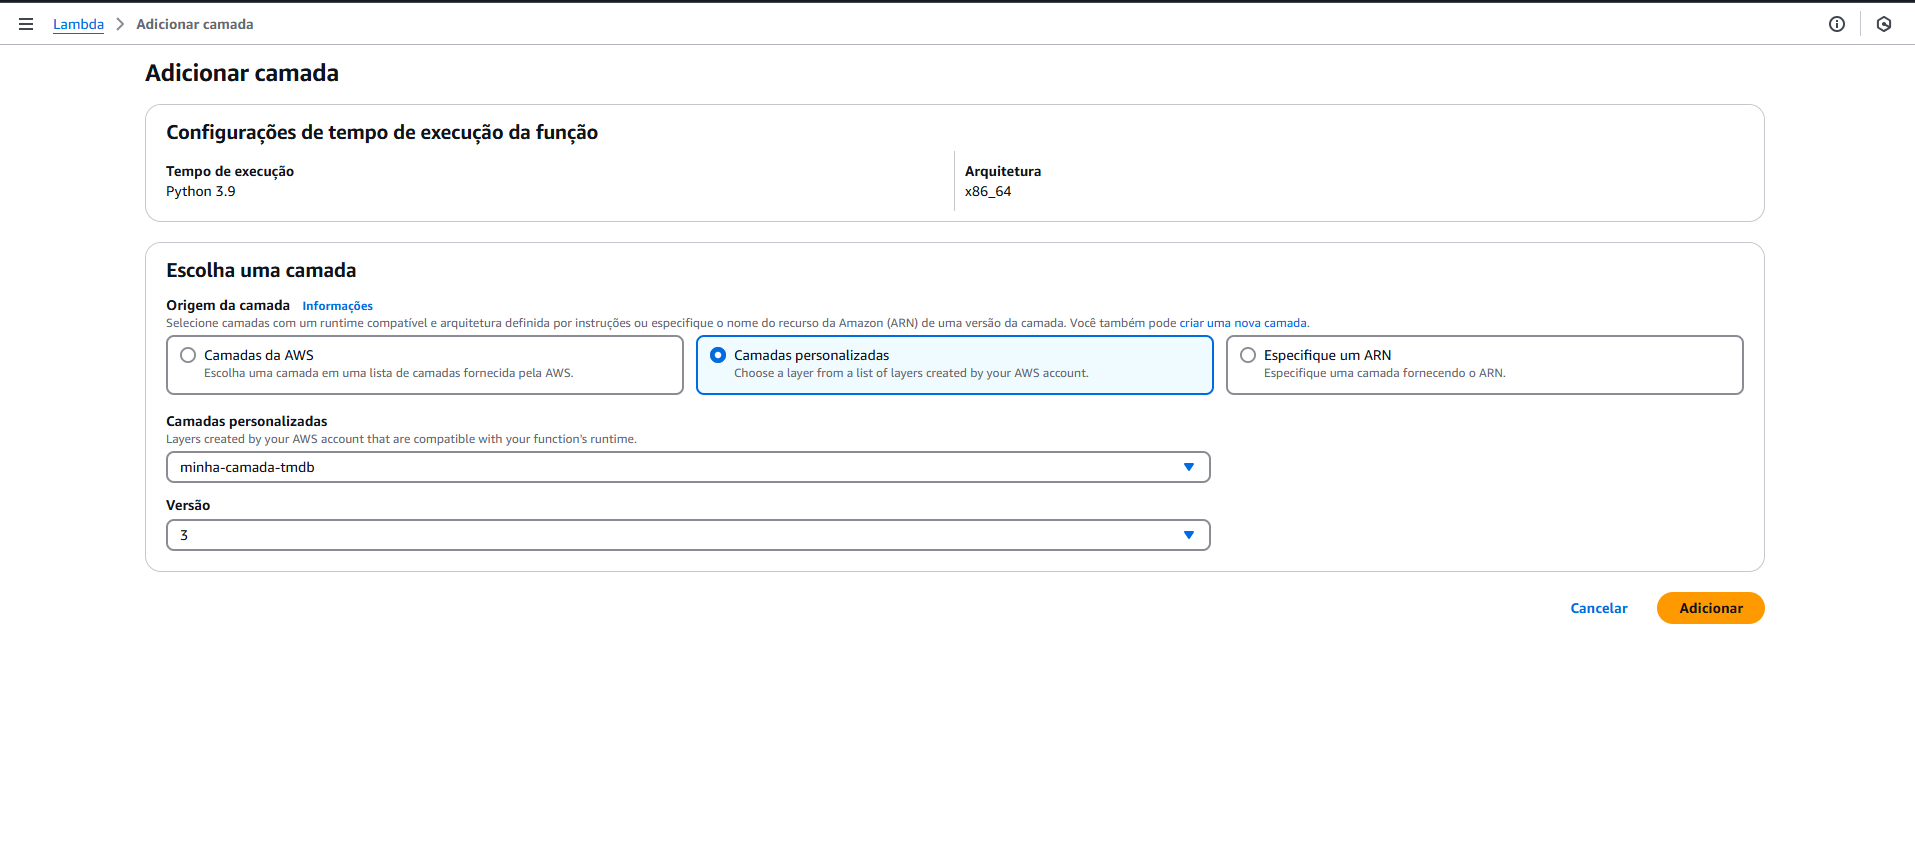 Lambda > Adicionar camada
Adicionar camada
Configurações de tempo de execução da função
Tempo de execução
Python 3.9
Arquitetura
x86_64
Escolha uma camada
Origem da camada Informações
Selecione camadas com um runtime compatível e arquitetura definida por instruções ou especifique o nome do recurso da Amazon (ARN) de uma versão da camada. Você também pode criar uma nova camada.
Camadas da AWS
Escolha uma camada em uma lista de camadas fornecida pela AWS.
Camadas personalizadas
Choose a layer from a list of layers created by your AWS account.
Especifique um ARN
Especifique uma camada fornecendo o ARN.
Camadas personalizadas
Layers created by your AWS account that are compatible with your function's runtime.
minha-camada-tmdb
Versão
3
Cancelar
Adicionar